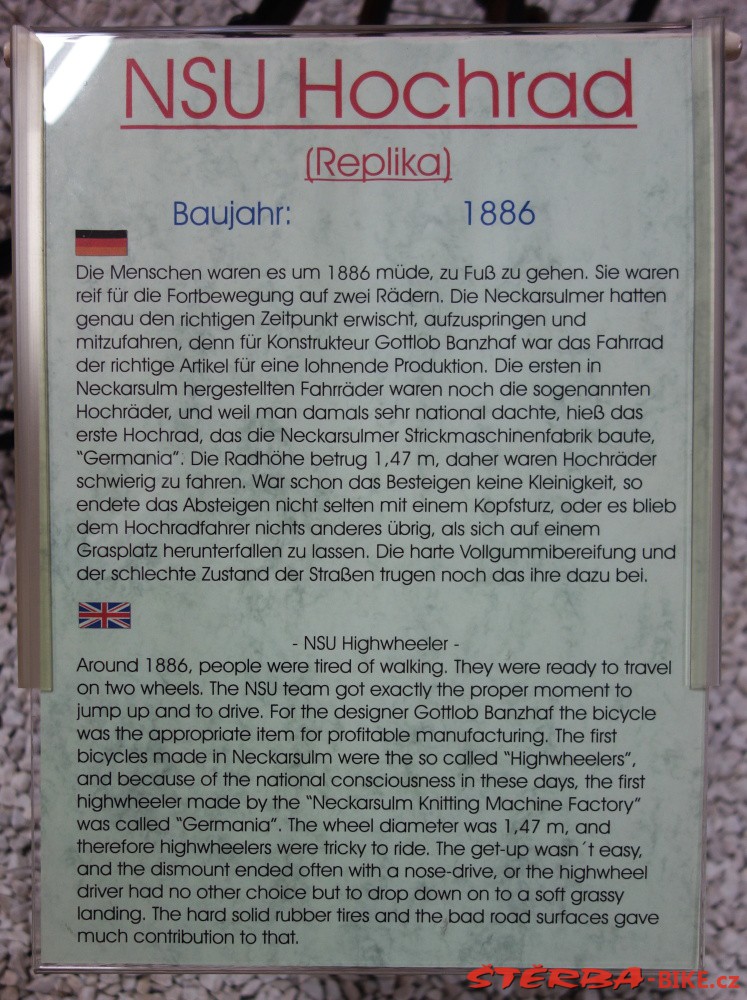 NSU Hochrad
(Replika)
Baujahr: 1886
Die Menschen waren es um 1886 müde, zu Fuß zu gehen. Sie waren
reif für die Fortbewegung auf zwei Rädern. Die Neckarsulmer hatten
genau den richtigen Zeitpunkt erwischt, aufzuspringen und
mitzufahren, denn für Konstrukteur Gottlob Banzhaf war das Fahrrad
der richtige Artikel für eine lohnende Produktion. Die ersten in
Neckarsulm hergestellten Fahrräder waren noch die sogenannten
Hochräder, und weil man damals sehr national dachte, hieß das
erste Hochrad, das die Neckarsulmer Strickmaschinenfabrik baute,
"Germania". Die Radhöhe betrug 1,47 m, daher waren Hochräder
schwierig zu fahren. War schon das Besteigen keine Kleinigkeit, so
endete das Absteigen nicht selten mit einem Kopfsturz, oder es blieb
dem Hochradfahrer nichts anderes übrig, als sich auf einem
Grasplatz herunterfallen zu lassen. Die harte Vollgummibereifung und
der schlechte Zustand der Straßen trugen noch das ihre dazu bei.
- NSU Highwheeler -
Around 1886, people were tired of walking. They were ready to travel
on two wheels. The NSU team got exactly the proper moment to
jump up and to drive. For the designer Gottlob Banzhaf the bicycle
was the appropriate item for profitable manufacturing. The first
bicycles made in Neckarsulm were the so called "Highwheelers",
and because of the national consciousness in these days, the first
highwheeler made by the "Neckarsulm Knitting Machine Factory"
was called "Germania". The wheel diameter was 1,47 m, and
therefore highwheelers were tricky to ride. The get-up wasn´t easy,
and the dismount ended often with a nose-drive, or the highwheel
driver had no other choice but to drop down on to a soft grassy
landing. The hard solid rubber tires and the bad road surfaces gave
much contribution to that.
ŠTĚRBA-BIKE.cz